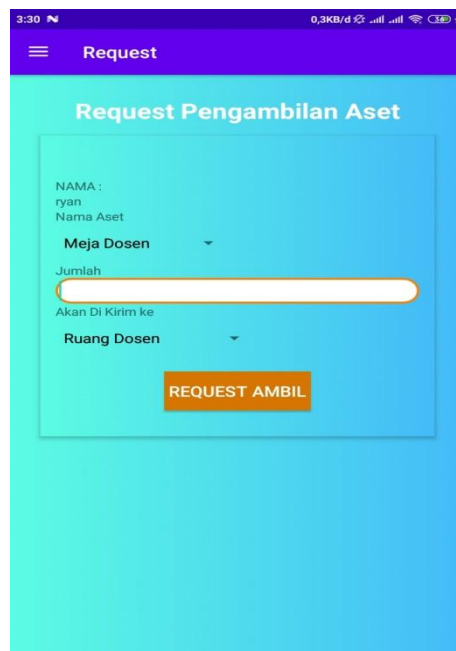 3:30 0,3KB/d 36
Request
Request Pengambilan Aset
NAMA :
ryan
Nama Aset
Meja Dosen
Jumlah
Akan Di Kirim ke
Ruang Dosen
REQUEST AMBIL